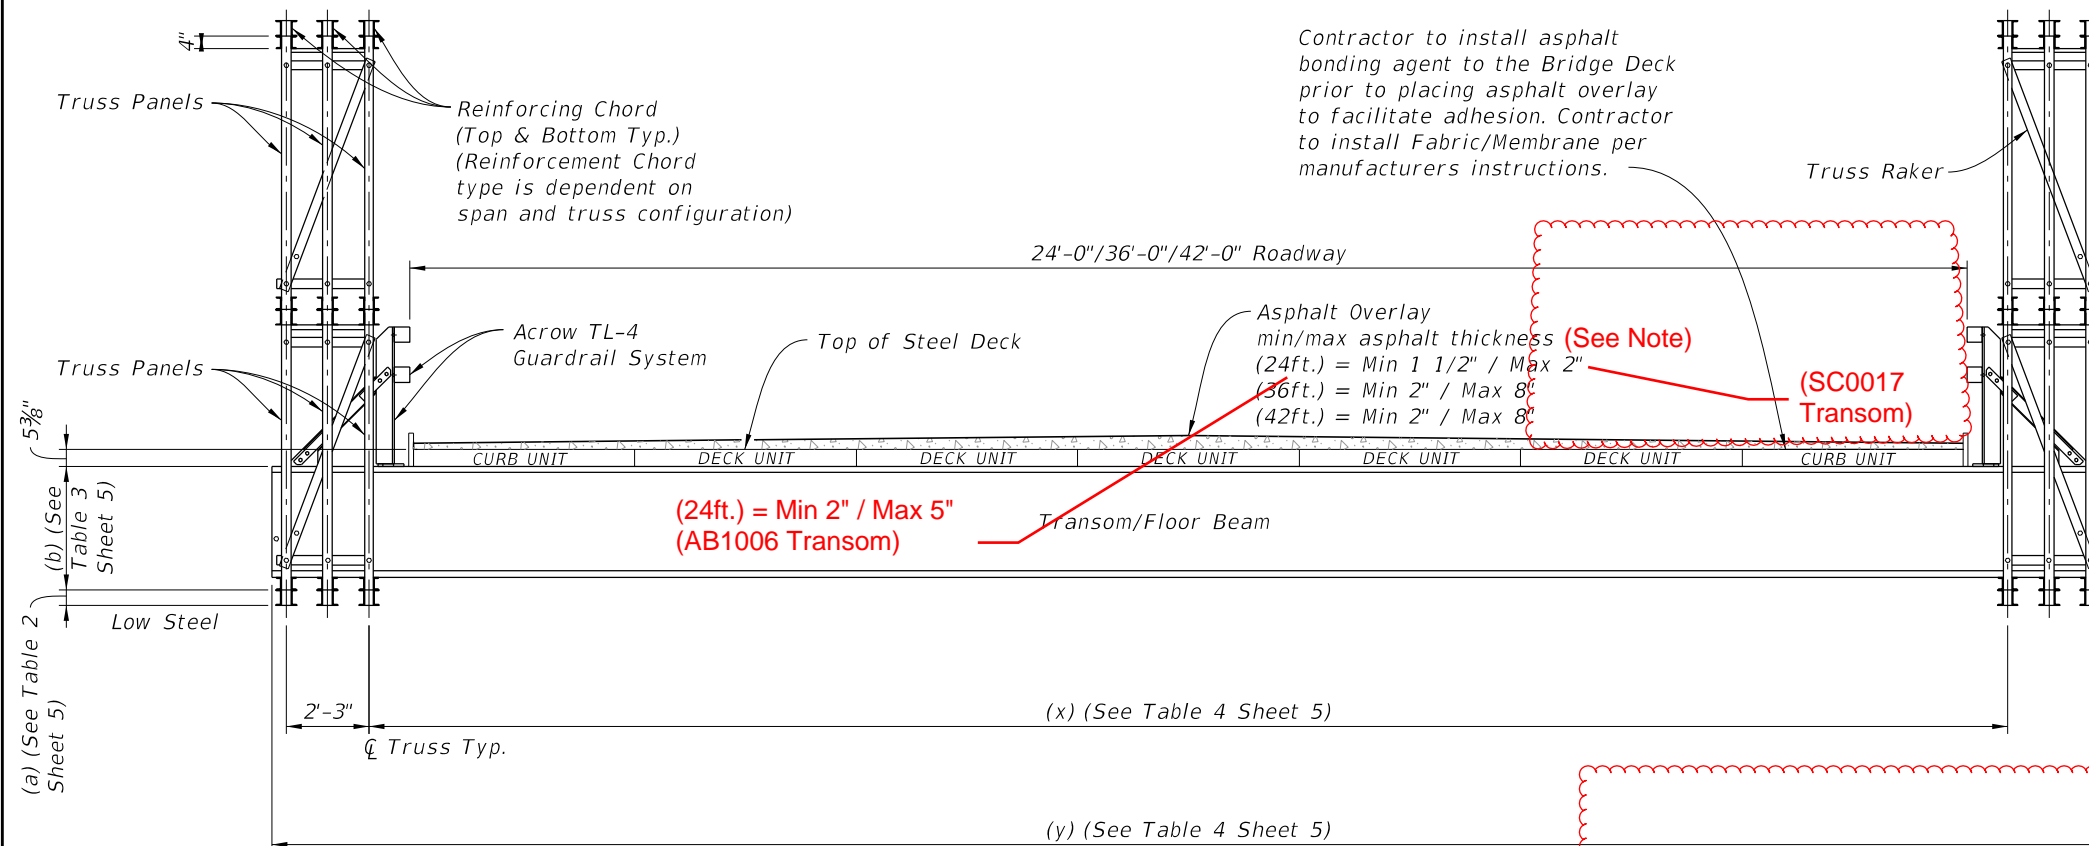 4"
Truss Panels
Reinforcing Chord
(Top & Bottom Typ.)
(Reinforcement Chord
type is dependent on
span and truss configuration)
Contractor to install asphalt
bonding agent to the Bridge Deck
prior to placing asphalt overlay
to facilitate adhesion. Contractor
to install Fabric/Membrane per
manufacturers instructions.
Truss Raker
24'-0"/36'-0"/42'-0" Roadway
Acrow TL-4
Guardrail System
Top of Steel Deck
Asphalt Overlay
min/max asphalt thickness
(24ft.) = Min 1 1/2" / Max 2"
(36ft.) = Min 2" / Max 8"
(42ft.) = Min 2" / Max 8"
(See Note)
(SC0017
Transom)
Truss Panels
5 3/8"
CURB UNIT
DECK UNIT
DECK UNIT
DECK UNIT
DECK UNIT
DECK UNIT
CURB UNIT
(b) (See
Table 3
Sheet 5)
(24ft.) = Min 2" / Max 5"
(AB1006 Transom)
Transom/Floor Beam
Low Steel
(a) (See Table 2
Sheet 5)
2'-3"
(x) (See Table 4 Sheet 5)
℄ Truss Typ.
(y) (See Table 4 Sheet 5)